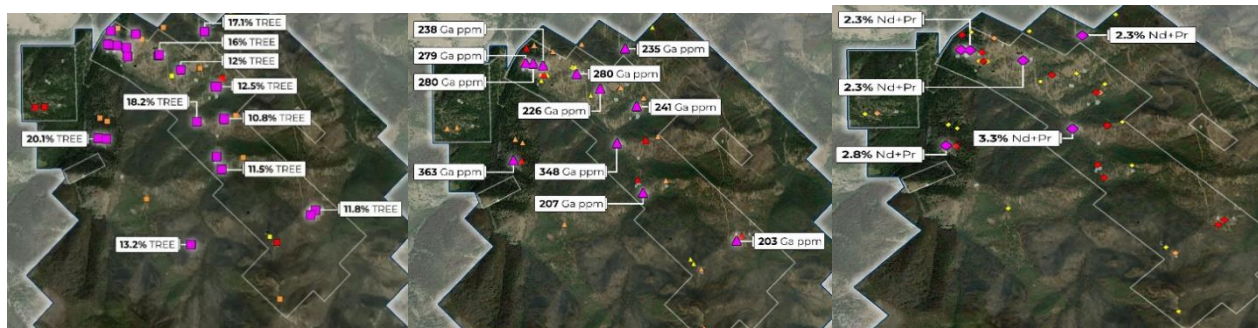 17.1% TREE
16% TREE
12% TREE
12.5% TREE
18.2% TREE
10.8% TREE
20.1% TREE
11.5% TREE
11.8% TREE
13.2% TREE
238 Ga ppm
235 Ga ppm
279 Ga ppm
280 Ga ppm
280 Ga ppm
226 Ga ppm
241 Ga ppm
363 Ga ppm
348 Ga ppm
207 Ga ppm
203 Ga ppm
2.3% Nd+Pr
2.3% Nd+Pr
2.3% Nd+Pr
3.3% Nd+Pr
2.8% Nd+Pr